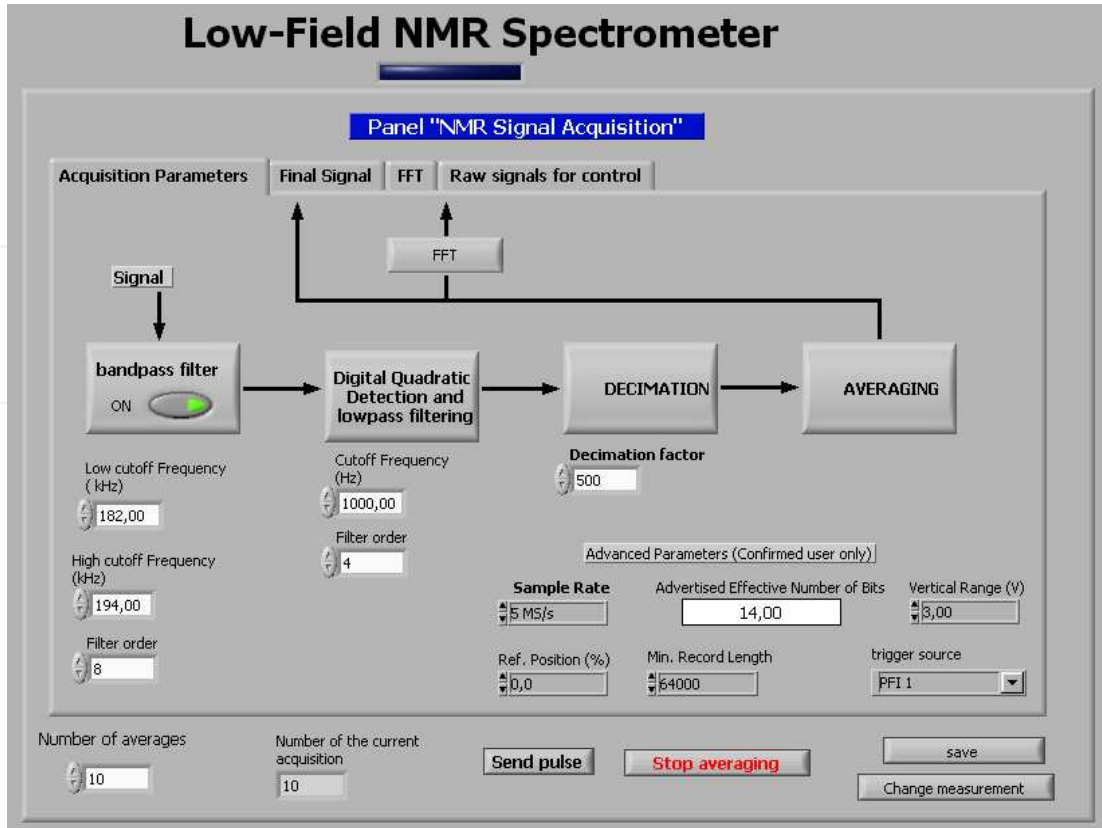 Low-Field NMR Spectrometer
Panel "NMR Signal Acquisition"
Acquisition Parameters
Final Signal
FFT
Raw signals for control
FFT
Signal
bandpass filter
ON
Digital Quadratic
Detection and
lowpass filtering
DECIMATION
AVERAGING
Low cutoff Frequency
( kHz)
182,00
High cutoff Frequency
(kHz)
194,00
Filter order
8
Cutoff Frequency
(Hz)
1000,00
Filter order
4
Decimation factor
500
Advanced Parameters (Confirmed user only)
Sample Rate
5 MS/s
Advertised Effective Number of Bits
14,00
Vertical Range (V)
3,00
Ref. Position (%)
0,0
Min. Record Length
64000
trigger source
PFI 1
Number of averages
10
Number of the current
acquisition
10
Send pulse
Stop averaging
save
Change measurement